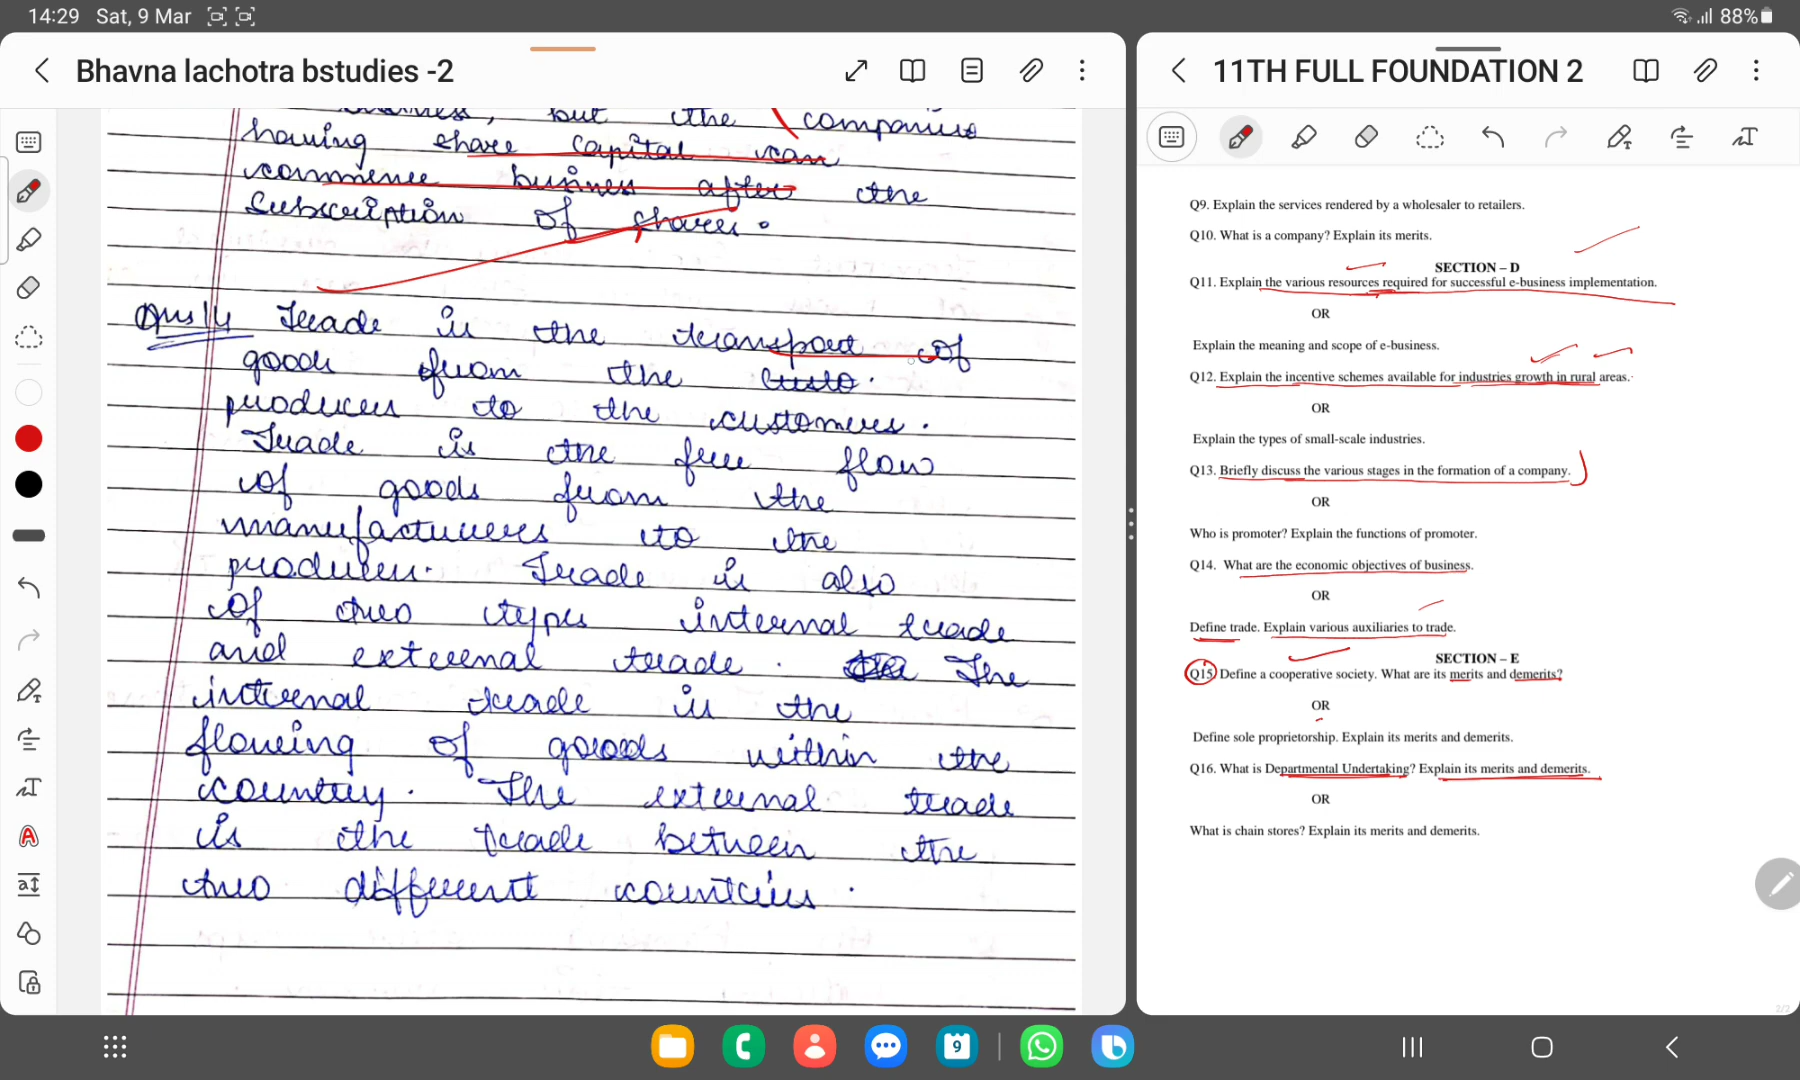 14:29 Sat, 9 Mar
88%
Bhavna lachotra bstudies -2
but the companies
having share capital can
commence business after the
Subscription of shares.
Ans14 Trade is the transport of
goods from the custo.
producers to the customers.
Trade is the free flow
of goods from the
manufacturers to the
Trade is also
of two types internal trade
and external trade. The
internal trade is the
flowing of goods within the
country. The external trade
is the trade between the
two different countries.
11TH FULL FOUNDATION 2
Q9. Explain the services rendered by a wholesaler to retailers.
Q10. What is a company? Explain its merits.
SECTION – D
Q11. Explain the various resources required for successful e-business implementation.
OR
Explain the meaning and scope of e-business.
Q12. Explain the incentive schemes available for industries growth in rural areas.
OR
Explain the types of small-scale industries.
Q13. Briefly discuss the various stages in the formation of a company.
OR
Who is promoter? Explain the functions of promoter.
Q14. What are the economic objectives of business.
OR
Define trade. Explain various auxiliaries to trade.
SECTION – E
Q15. Define a cooperative society. What are its merits and demerits?
OR
Define sole proprietorship. Explain its merits and demerits.
Q16. What is Departmental Undertaking? Explain its merits and demerits.
OR
What is chain stores? Explain its merits and demerits.
2/2
9